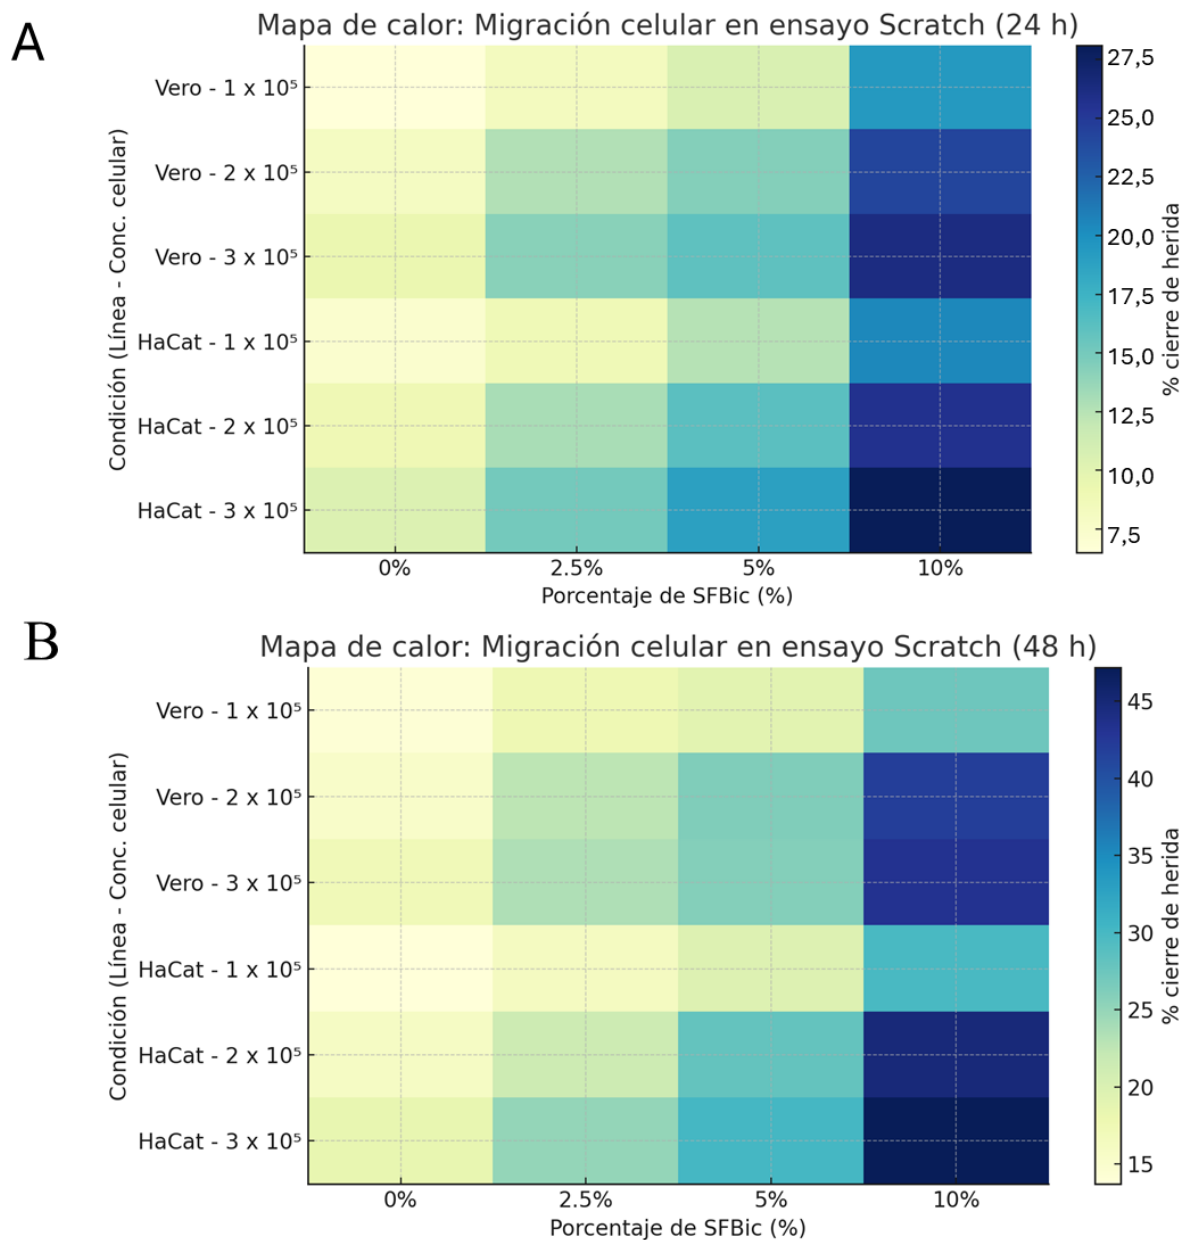 A
Mapa de calor: Migración celular en ensayo Scratch (24 h)
Condición (Línea - Conc. celular)
Vero - 1 x 10⁵
Vero - 2 x 10⁵
Vero - 3 x 10⁵
HaCat - 1 x 10⁵
HaCat - 2 x 10⁵
HaCat - 3 x 10⁵
0% 2.5% 5% 10%
Porcentaje de SFBic (%)
27,5
25,0
22,5
20,0
17,5
15,0
12,5
10,0
7,5
% cierre de herida
B
Mapa de calor: Migración celular en ensayo Scratch (48 h)
Condición (Línea - Conc. celular)
Vero - 1 x 10⁵
Vero - 2 x 10⁵
Vero - 3 x 10⁵
HaCat - 1 x 10⁵
HaCat - 2 x 10⁵
HaCat - 3 x 10⁵
0% 2.5% 5% 10%
Porcentaje de SFBic (%)
45
40
35
30
25
20
15
% cierre de herida